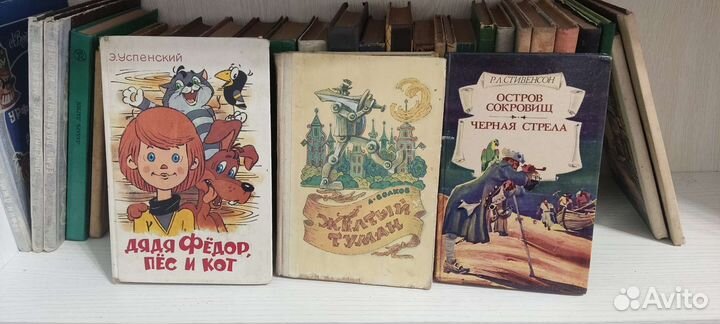 Э. УСПЕНСКИЙ
ДЯДЯ ФЁДОР,
ПЁС И КОТ
А. ВОЛКОВ
ЖЁЛТЫЙ
ТУМАН
Р. Л. СТИВЕНСОН
ОСТРОВ
СОКРОВИЩ
ЧЕРНАЯ СТРЕЛА
Avito